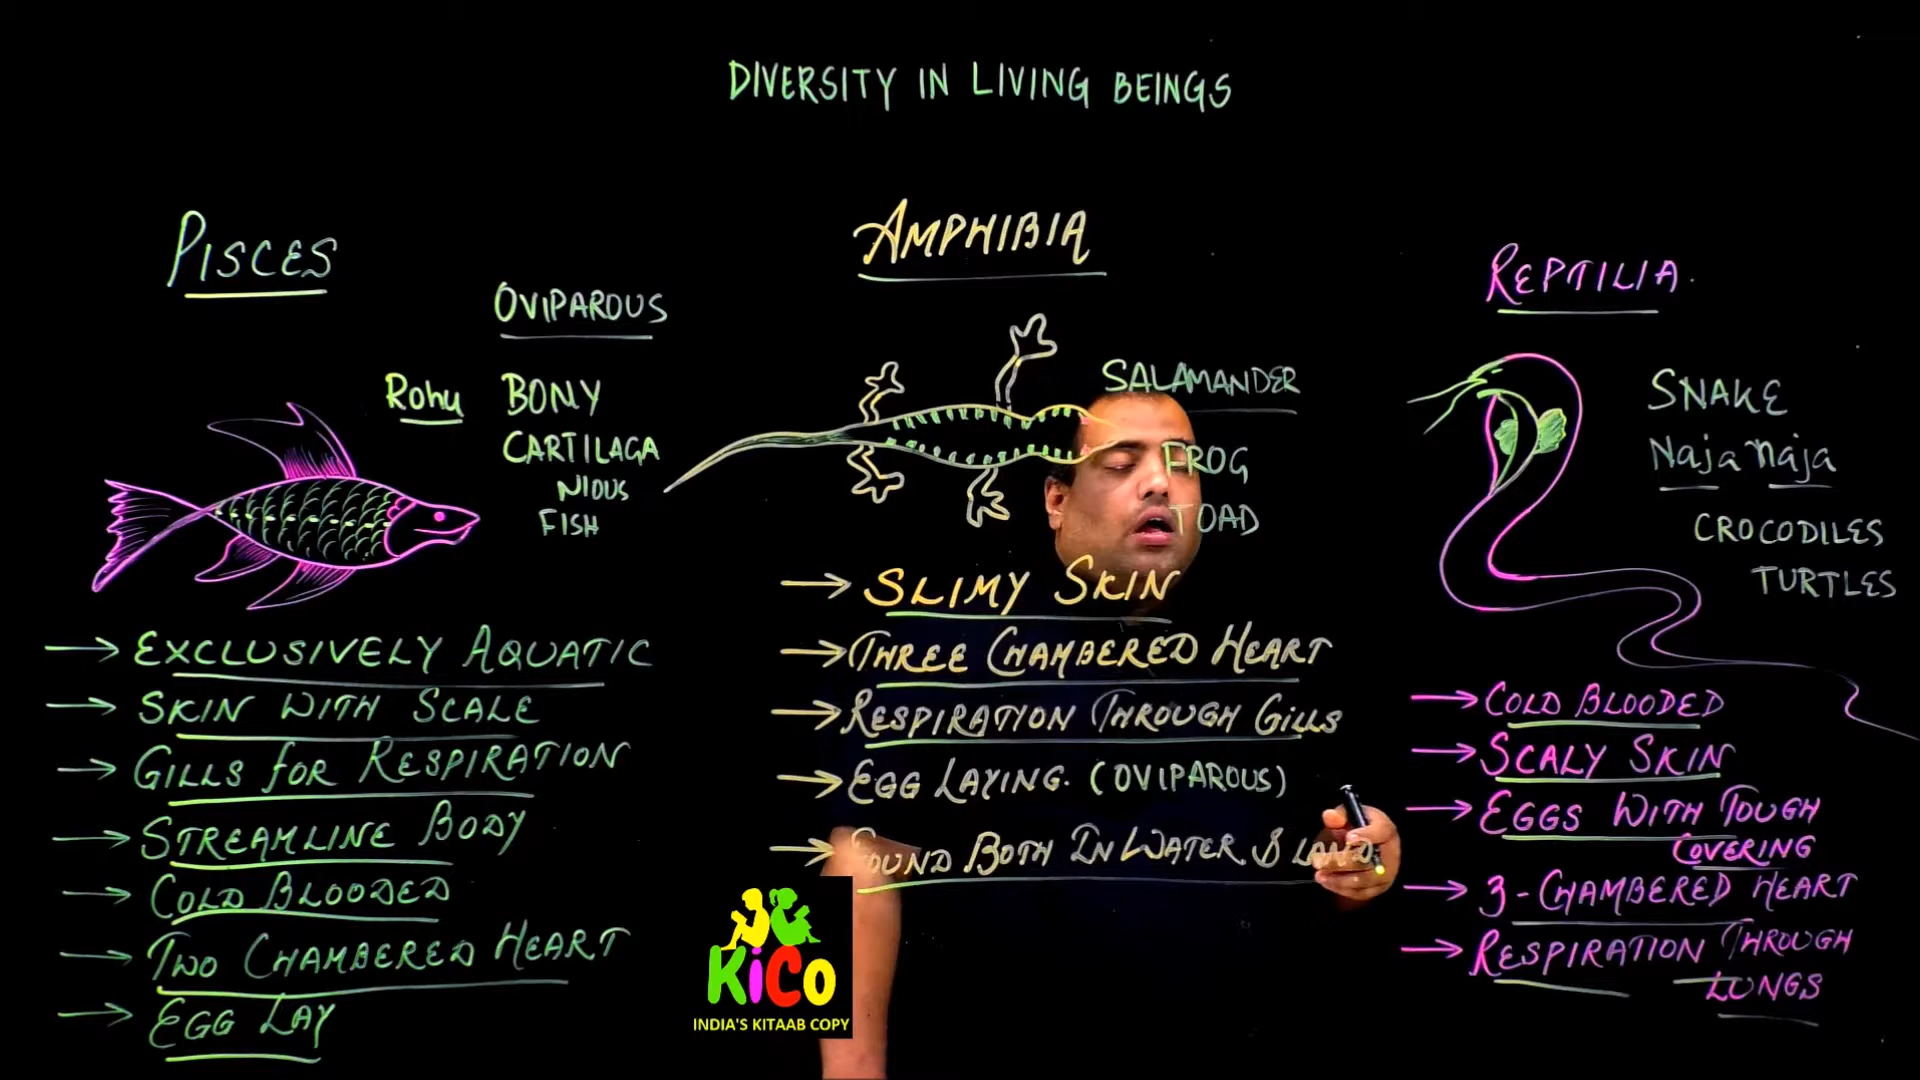 DIVERSITY IN LIVING BEINGS
PISCES
OVIPAROUS
ROHU
BONY
CARTILAGA
NIOUS
FISH
EXCLUSIVELY AQUATIC
SKIN WITH SCALE
GILLS FOR RESPIRATION
STREAMLINE BODY
COLD BLOODED
TWO CHAMBERED HEART
EGG LAY
AMPHIBIA
SALAMANDER
FROG
TOAD
SLIMY SKIN
THREE CHAMBERED HEART
RESPIRATION THROUGH GILLS
EGG LAYING. (OVIPAROUS)
FOUND BOTH IN WATER & LAND
REPTILIA.
SNAKE
Naja naja
CROCODILES
TURTLES
COLD BLOODED
SCALY SKIN
EGGS WITH TOUGH
COVERING
3-CHAMBERED HEART
RESPIRATION THROUGH
LUNGS
KiCo
INDIA'S KITAAB COPY